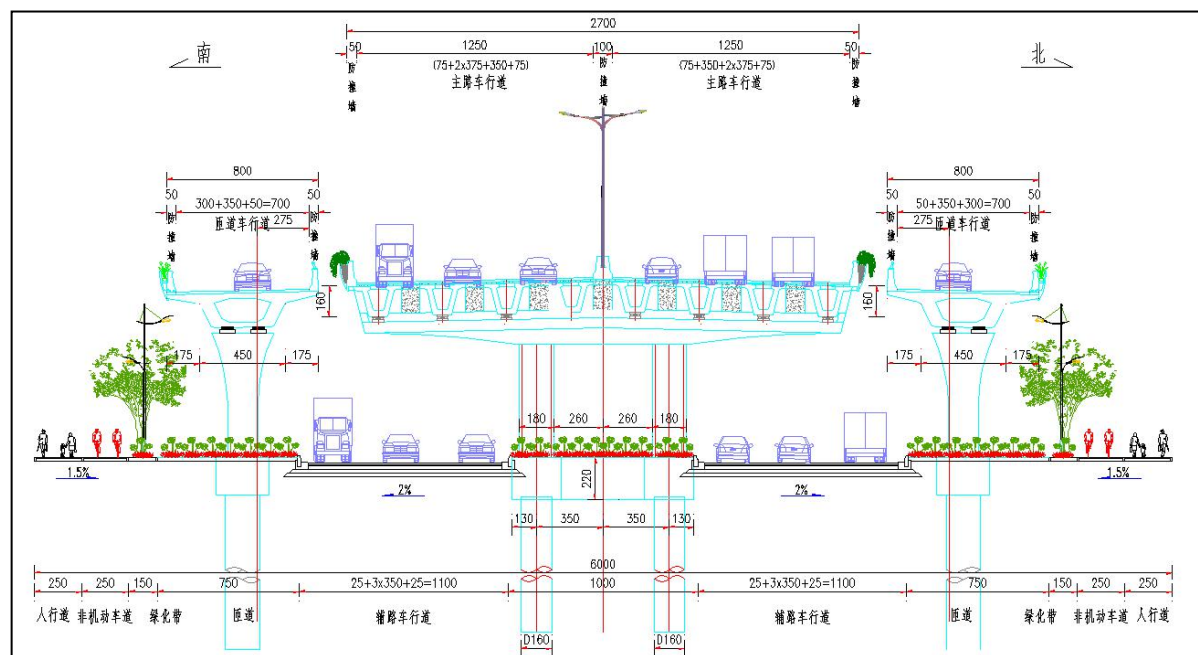 2700
南
50
1250
100
1250
50
北
(75+2x375+350+75)
(75+350+2x375+75)
主路车行道
主路车行道
防撞墙
防撞墙
防撞墙
800
800
50
300+350+50=700
50
50
50+350+300=700
50
匝道车行道
匝道车行道
275
275
防撞墙
防撞墙
防撞墙
防撞墙
160
160
175
450
175
175
450
175
180
260
260
180
1.5%
2%
220
2%
1.5%
130
350
350
130
6000
250
250
150
750
25+3x350+25=1100
1000
25+3x350+25=1100
750
150
250
250
人行道
非机动车道
绿化带
匝道
辅路车行道
辅路车行道
匝道
绿化带
非机动车道
人行道
D160
D160